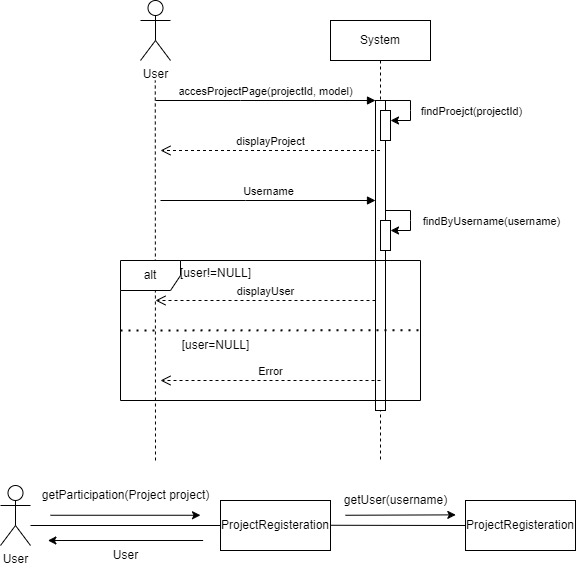 System
User
accesProjectPage(projectId, model)
findProejct(projectId)
displayProject
Username
findByUsername(username)
alt
[user!=NULL]
displayUser
[user=NULL]
Error
getParticipation(Project project)
getUser(username)
ProjectRegisteration
ProjectRegisteration
User
User